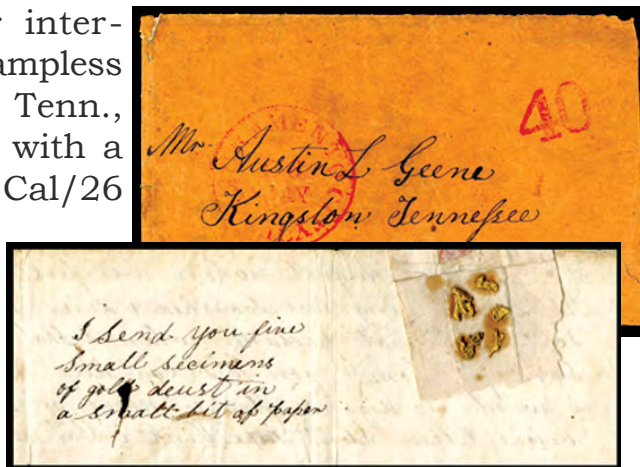 inter-
ampless
Tenn.,
with a
Cal/26
40
Mr. Austin L Geene
Kingston Tennessee
I send you five
small secimens
of gold deust in
a small bit of paper